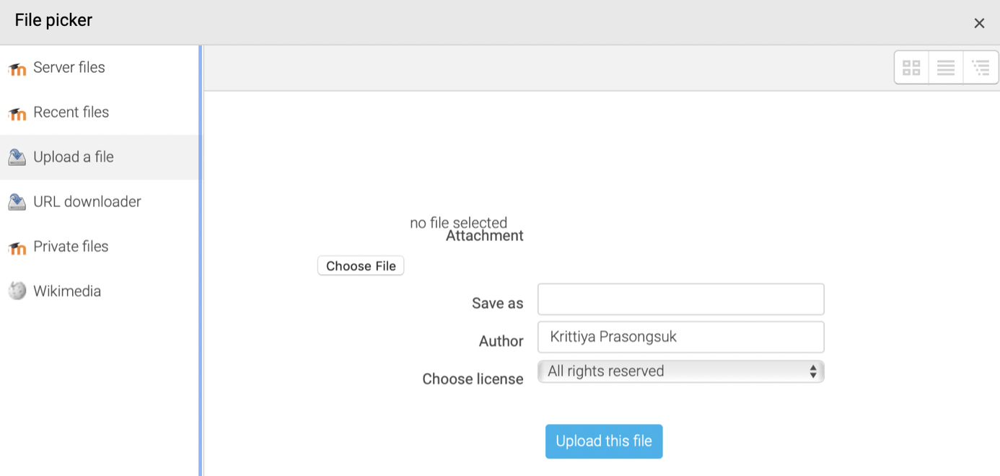 File picker
Server files
Recent files
Upload a file
URL downloader
Private files
Wikimedia
no file selected
Attachment
Choose File
Save as
Author Krittiya Prasongsuk
Choose license All rights reserved
Upload this file